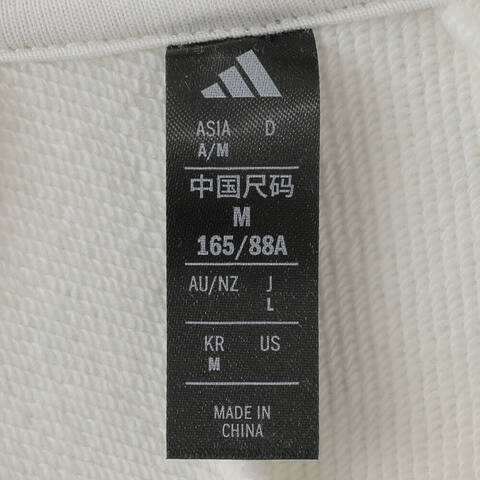 ASIA D
A/M
中国尺码
M
165/88A
AU/NZ J
L
KR US
M
MADE IN
CHINA